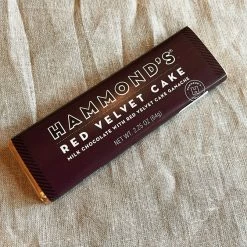 HAMMOND'S®
RED VELVET CAKE
MILK CHOCOLATE WITH RED VELVET CAKE GANACHE
NET WT. 2.25 OZ (64g)